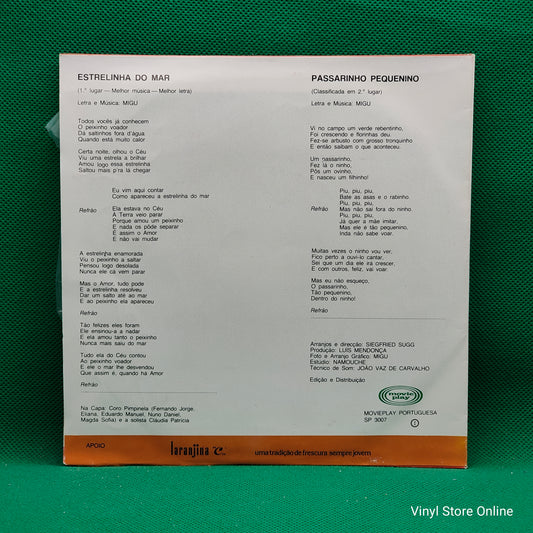 ESTRELINHA DO MAR
(1.º lugar — Melhor música — Melhor letra)
Letra e Música: MIGU
Todos vocês já conhecem
O peixinho voador
Dá saltinhos fora d'água
Quando está muito calor
Certa noite, olhou o Céu
Viu uma estrela a brilhar
Amou logo essa estrelinha
Saltou mais p'ra lá chegar
Eu vim aqui contar
Como apareceu a estrelinha do mar
Refrão
Ela estava no Céu
A Terra veio parar
Porque amou um peixinho
E nada os pôde separar
E assim o Amor
E não vai mudar
A estrelinha enamorada
Viu o peixinho a saltar
Pensou logo desolada
Nunca ele cá vem parar
Mas o Amor, tudo pode
E a estrelinha resolveu
Dar um salto até ao mar
E ao peixinho ela apareceu
Refrão
Tão felizes eles foram
Ele ensinou-a a nadar
E ela amou tanto o peixinho
Nunca mais saiu do mar
Tudo ela do Céu contou
Ao peixinho voador
E ele o mar lhe desvendou
Que assim é, quando há Amor
Refrão
Na Capa: Coro Pimpinela (Fernando Jorge,
Eliana, Eduardo Manuel, Nuno Daniel,
Magda Sofia) e a solista Cláudia Patrícia
PASSARINHO PEQUENINO
(Classificada em 2.º lugar)
Letra e Música: MIGU
Vi no campo um verde rebentinho,
Foi crescendo e florinhas deu
Fez-se arbusto com grosso tronquinho
E então saibam o que aconteceu.
Um passarinho,
Fez lá o ninho,
Pôs um ovinho,
E nasceu um filhinho!
Piu, piu, piu,
Bate as asas e o rabinho
Piu, piu, piu,
Refrão
Mas não sai fora do ninho.
Piu, piu, piu,
Já quer a mãe imitar,
Mas ele é tão pequenino,
Inda não sabe voar.
Muitas vezes o ninho vou ver,
Fico perto a ouvi-lo cantar,
Sei que um dia ele irá crescer,
E com outros, feliz, vai voar.
Mas eu não esqueço,
O passarinho,
Tão pequenino,
Dentro do ninho!
Refrão
Arranjos e direcção: SIEGFRIED SUGG
Produção: LUÍS MENDONÇA
Foto e Arranjo Gráfico: MIGU
Estúdio: NAMOUCHE
Técnico de Som: JOÃO VAZ DE CARVALHO
Edição e Distribuição
movie
play
MOVIEPLAY PORTUGUESA
SP 3007
APOIO
laranjina C
uma tradição de frescura sempre jovem
Vinyl Store Online